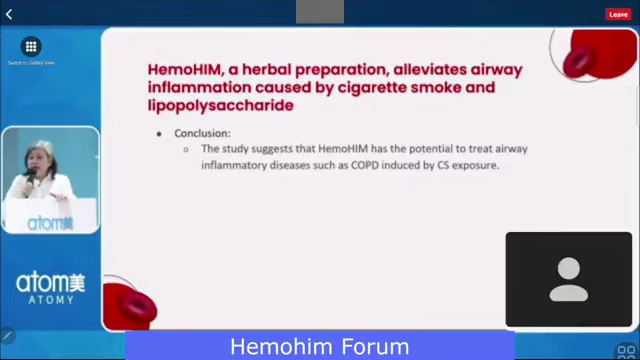 Leave
Switch to Gallery View
HemoHIM, a herbal preparation, alleviates airway
inflammation caused by cigarette smoke and
lipopolysaccharide
Conclusion:
The study suggests that HemoHIM has the potential to treat airway
inflammatory diseases such as COPD induced by CS exposure.
atom美
atom美
ATOMY
Hemohim Forum